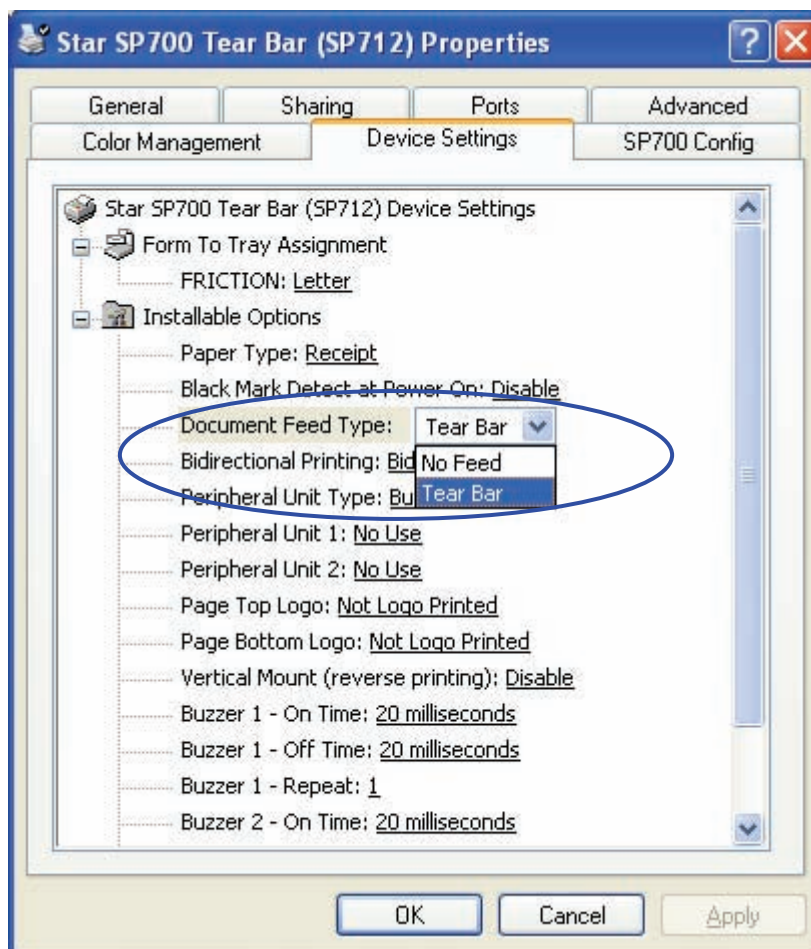 Star SP700 Tear Bar (SP712) Properties
General Sharing Ports Advanced
Color Management Device Settings SP700 Config
Star SP700 Tear Bar (SP712) Device Settings
Form To Tray Assignment
FRICTION: Letter
Installable Options
Paper Type: Receipt
Black Mark Detect at Power On: Disable
Document Feed Type: Tear Bar
Bidirectional Printing: Bid
No Feed
Peripheral Unit Type: Bu
Tear Bar
Peripheral Unit 1: No Use
Peripheral Unit 2: No Use
Page Top Logo: Not Logo Printed
Page Bottom Logo: Not Logo Printed
Vertical Mount (reverse printing): Disable
Buzzer 1 - On Time: 20 milliseconds
Buzzer 1 - Off Time: 20 milliseconds
Buzzer 1 - Repeat: 1
Buzzer 2 - On Time: 20 milliseconds
OK Cancel Apply